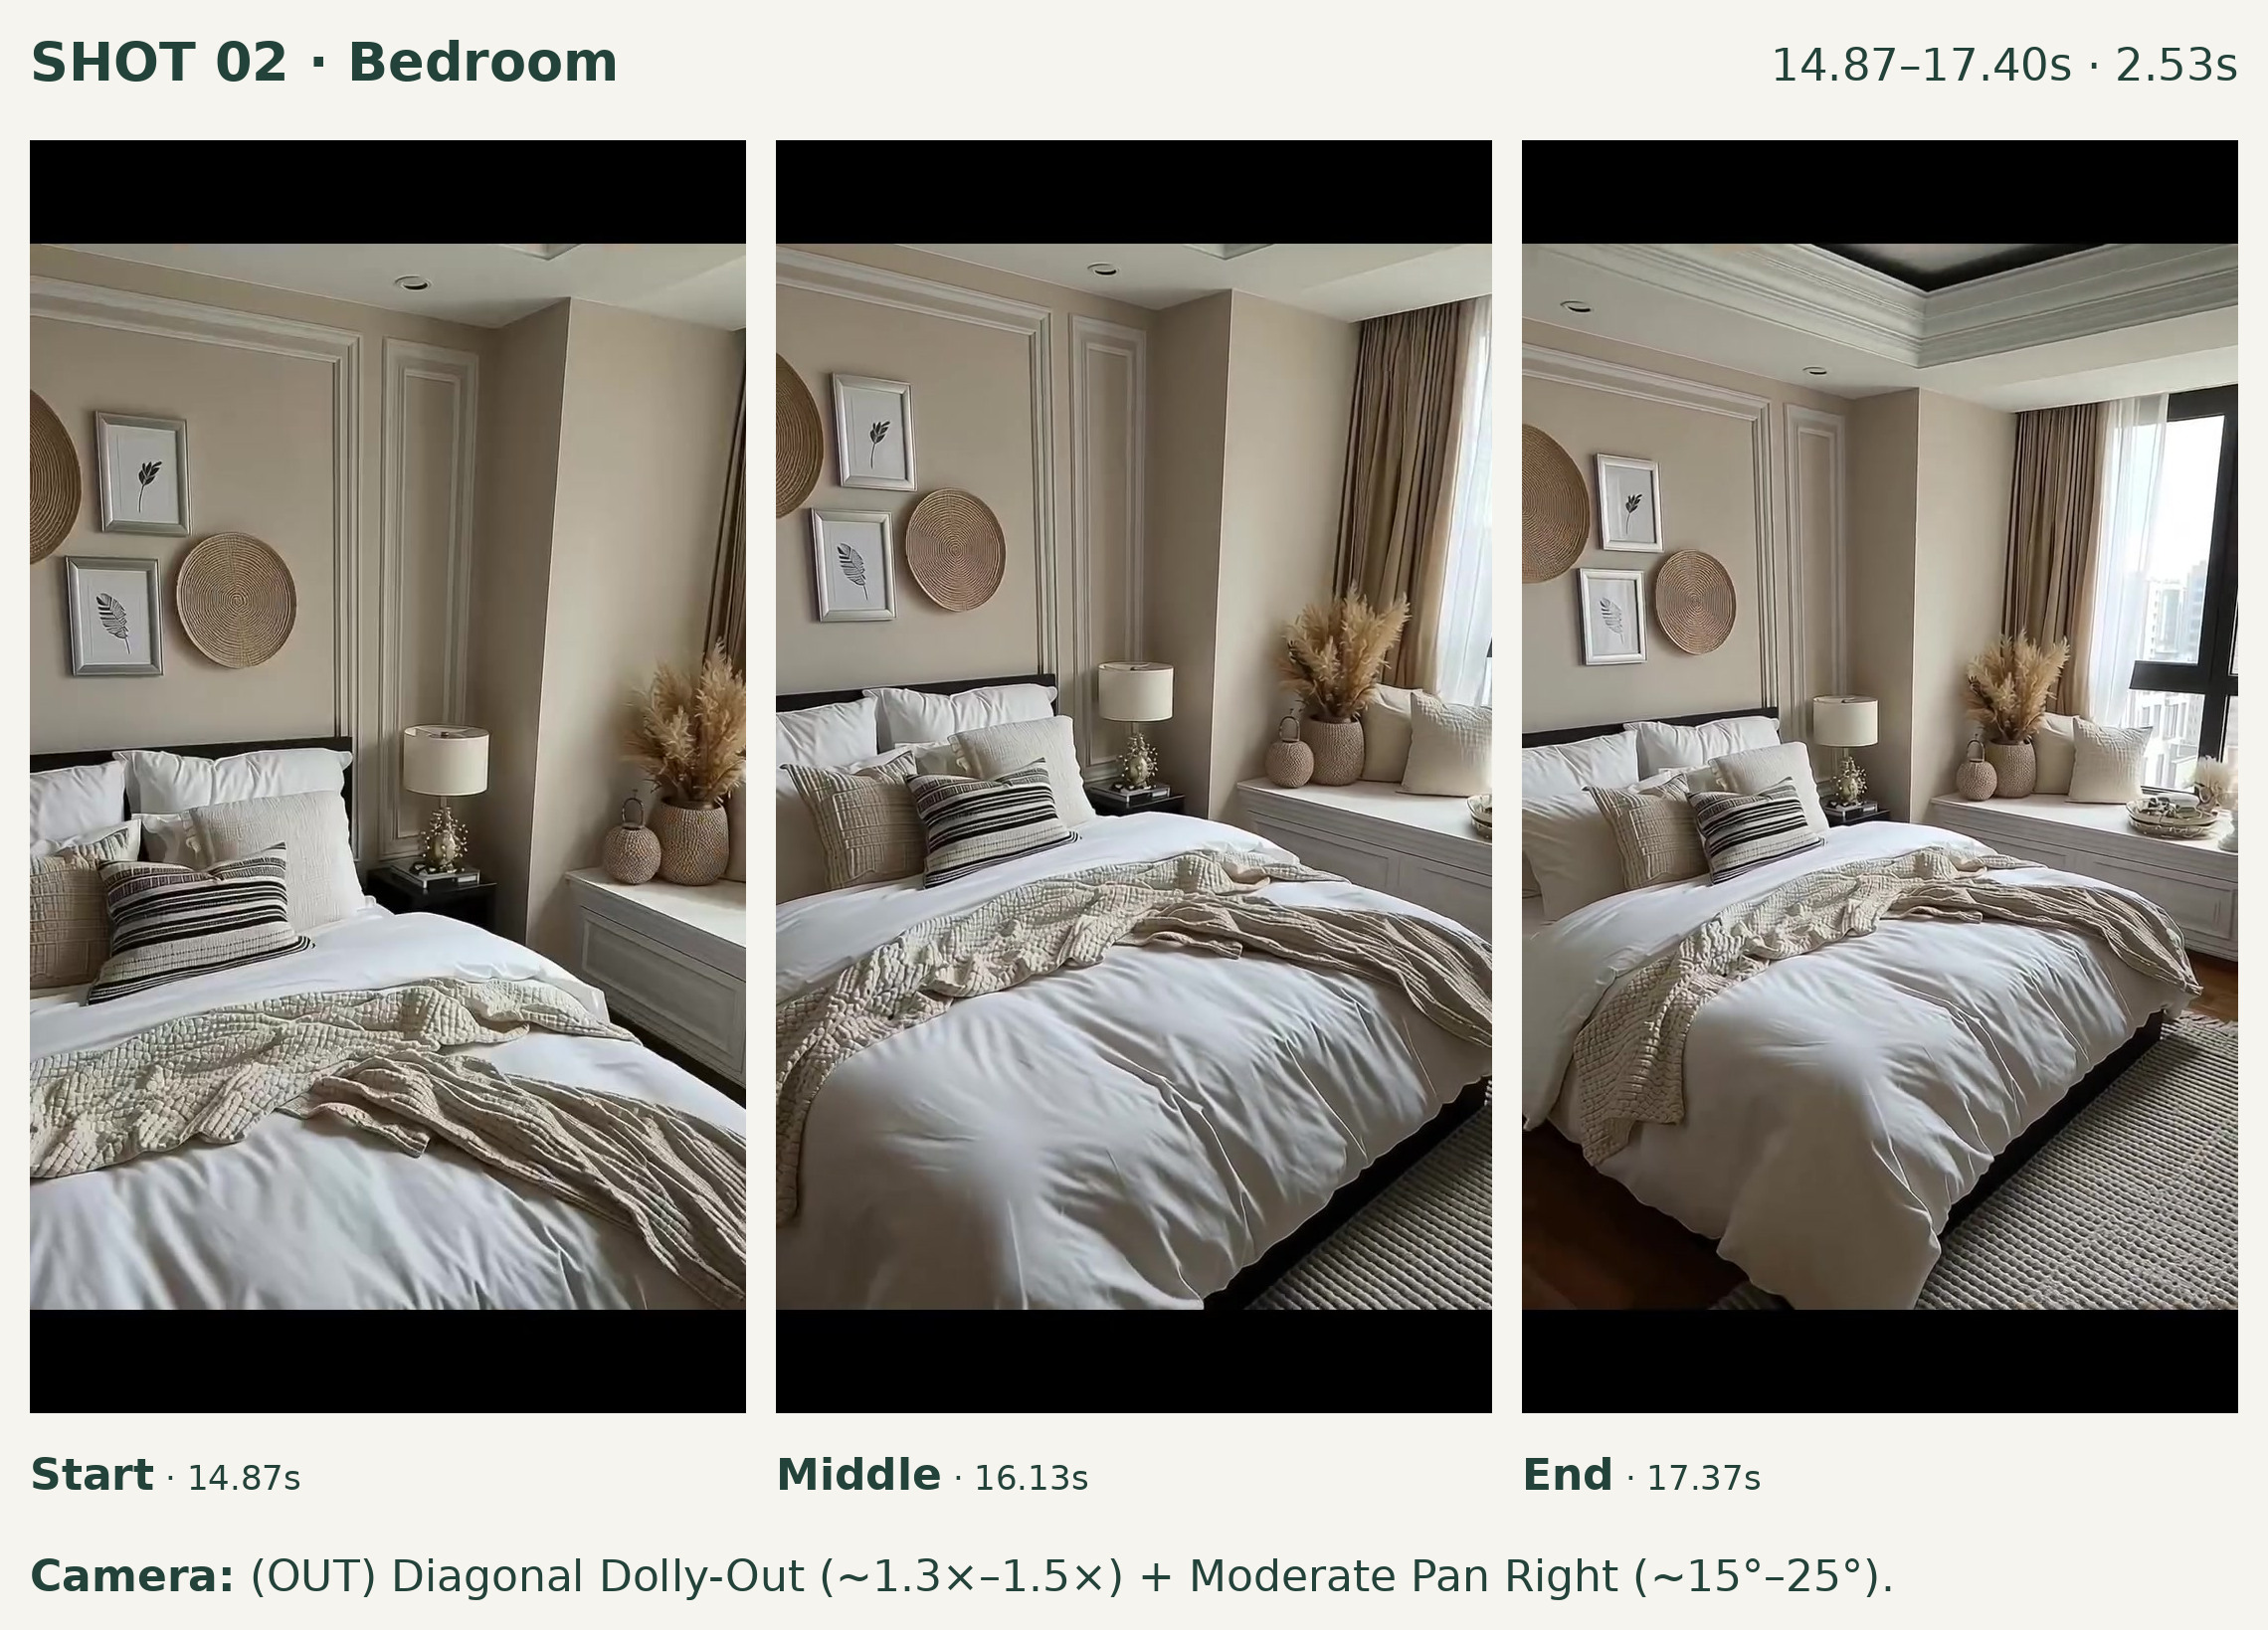 SHOT 02 · Bedroom
14.87–17.40s · 2.53s
Start · 14.87s
Middle · 16.13s
End · 17.37s
Camera: (OUT) Diagonal Dolly-Out (~1.3×–1.5×) + Moderate Pan Right (~15°–25°).